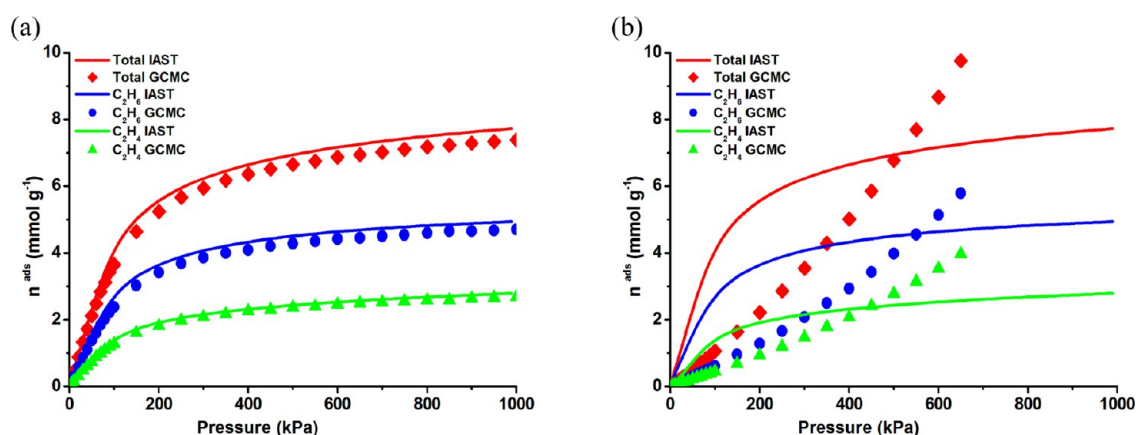 (a)
10
8
6
4
2
0
n^ads (mmol g^-1)
Total IAST
Total GCMC
C₂H₆ IAST
C₂H₆ GCMC
C₂H₄ IAST
C₂H₄ GCMC
0 200 400 600 800 1000
Pressure (kPa)
(b)
10
8
6
4
2
0
n^ads (mmol g^-1)
Total IAST
Total GCMC
C₂H₆ IAST
C₂H₆ GCMC
C₂H₄ IAST
C₂H₄ GCMC
0 200 400 600 800 1000
Pressure (kPa)